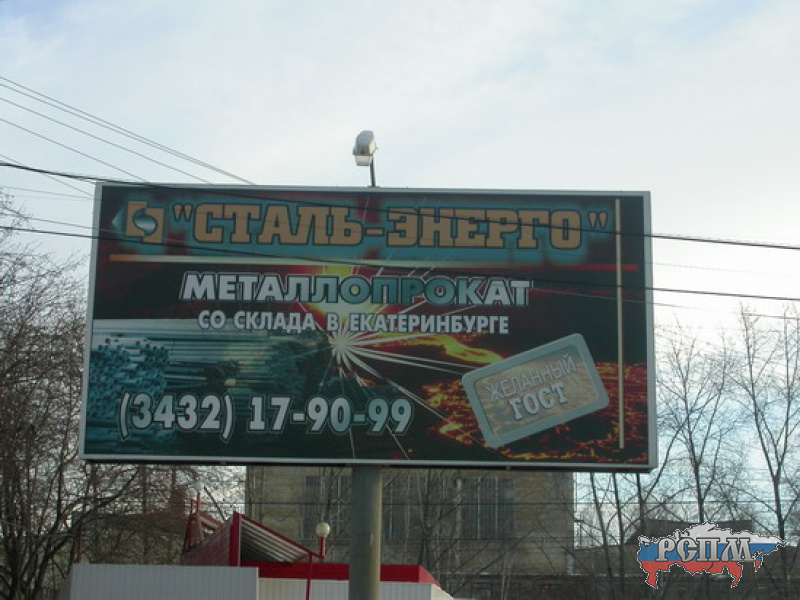 "СТАЛЬ-ЭНЕРГО"
МЕТАЛЛОПРОКАТ
СО СКЛАДА В ЕКАТЕРИНБУРГЕ
ЖЕЛАННЫЙ
ГОСТ
(3432) 17-90-99
РСПМ